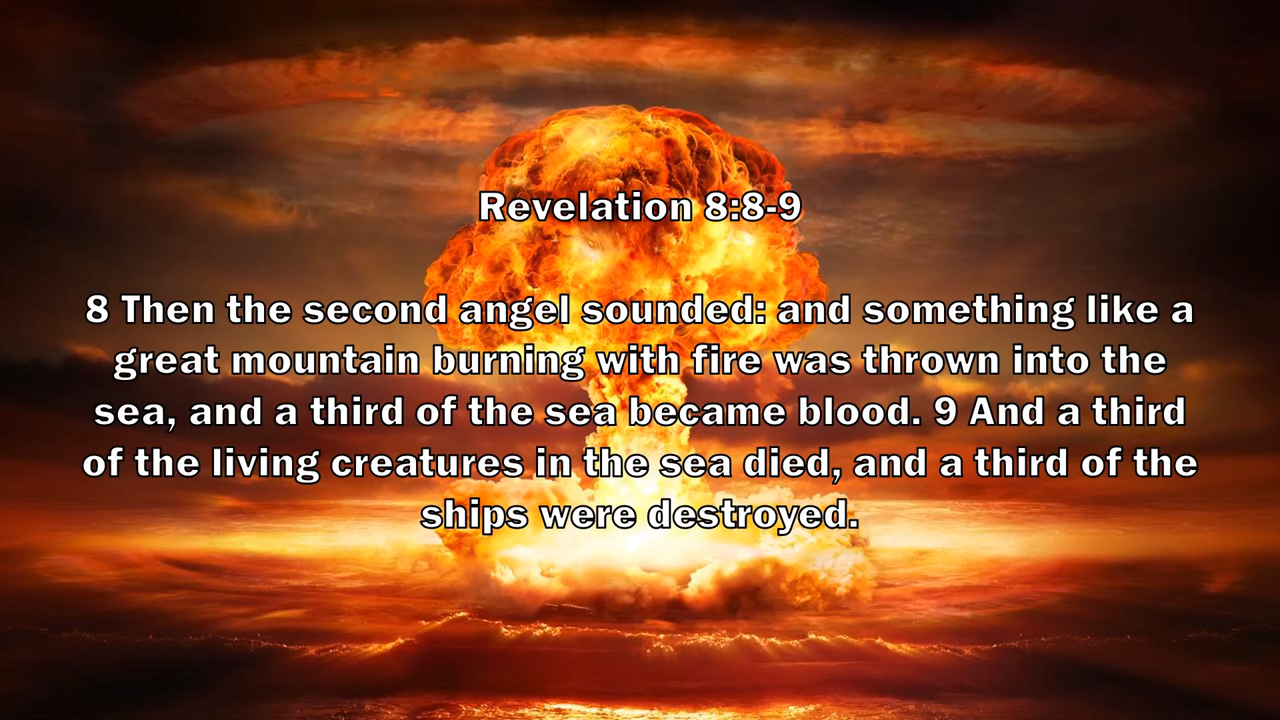 Revelation 8:8-9
8 Then the second angel sounded: and something like a
great mountain burning with fire was thrown into the
sea, and a third of the sea became blood. 9 And a third
of the living creatures in the sea died, and a third of the
ships were destroyed.